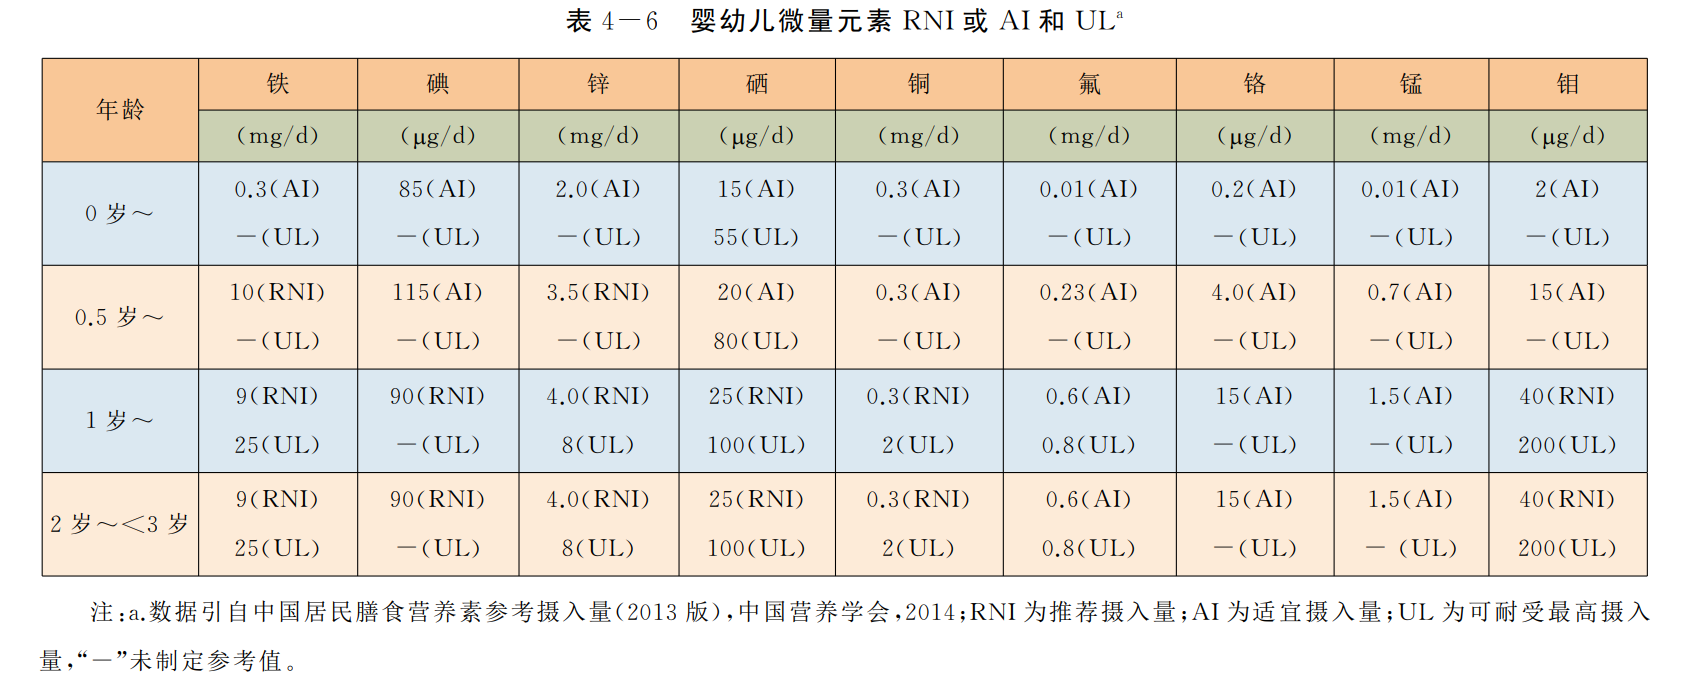 表 4—6 婴幼儿微量元素 RNI 或 AI 和 ULᵃ
年龄 铁 碘 锌 硒 铜 氟 铬 锰 钼
(mg/d) (μg/d) (mg/d) (μg/d) (mg/d) (mg/d) (μg/d) (mg/d) (μg/d)
0 岁～ 0.3(AI) 85(AI) 2.0(AI) 15(AI) 0.3(AI) 0.01(AI) 0.2(AI) 0.01(AI) 2(AI)
—(UL) —(UL) —(UL) 55(UL) —(UL) —(UL) —(UL) —(UL) —(UL)
0.5 岁～ 10(RNI) 115(AI) 3.5(RNI) 20(AI) 0.3(AI) 0.23(AI) 4.0(AI) 0.7(AI) 15(AI)
—(UL) —(UL) —(UL) 80(UL) —(UL) —(UL) —(UL) —(UL) —(UL)
1 岁～ 9(RNI) 90(RNI) 4.0(RNI) 25(RNI) 0.3(RNI) 0.6(AI) 15(AI) 1.5(AI) 40(RNI)
25(UL) —(UL) 8(UL) 100(UL) 2(UL) 0.8(UL) —(UL) —(UL) 200(UL)
2 岁～<3 岁 9(RNI) 90(RNI) 4.0(RNI) 25(RNI) 0.3(RNI) 0.6(AI) 15(AI) 1.5(AI) 40(RNI)
25(UL) —(UL) 8(UL) 100(UL) 2(UL) 0.8(UL) —(UL) — (UL) 200(UL)
注:a.数据引自中国居民膳食营养素参考摄入量(2013 版),中国营养学会,2014;RNI 为推荐摄入量;AI 为适宜摄入量;UL 为可耐受最高摄入
量,“—”未制定参考值。